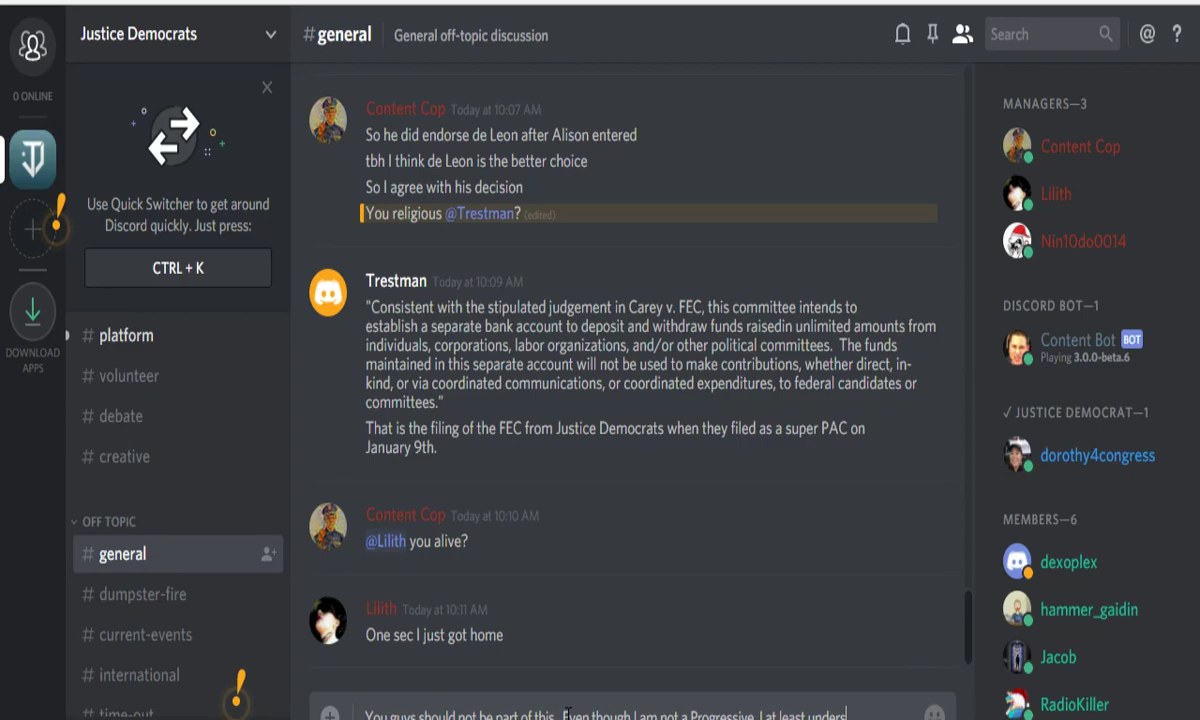 Justice Democrats
# general
General off-topic discussion
Search
@
?
0 ONLINE
DOWNLOAD
APPS
Use Quick Switcher to get around
Discord quickly. Just press:
CTRL + K
# platform
# volunteer
# debate
# creative
OFF TOPIC
# general
# dumpster-fire
# current-events
# international
# time-out
Content Cop Today at 10:07 AM
So he did endorse de Leon after Alison entered
tbh I think de Leon is the better choice
So I agree with his decision
You religious @Trestman? (edited)
Trestman Today at 10:09 AM
"Consistent with the stipulated judgement in Carey v. FEC, this committee intends to
establish a separate bank account to deposit and withdraw funds raisedin unlimited amounts from
individuals, corporations, labor organizations, and/or other political committees. The funds
maintained in this separate account will not be used to make contributions, whether direct, in-
kind, or via coordinated communications, or coordinated expenditures, to federal candidates or
committees."
That is the filing of the FEC from Justice Democrats when they filed as a super PAC on
January 9th.
Content Cop Today at 10:10 AM
@Lilith you alive?
Lilith Today at 10:11 AM
One sec I just got home
You guys should not be part of this. Even though I am not a Progressive, I at least unders
MANAGERS—3
Content Cop
Lilith
Nin10do0014
DISCORD BOT—1
Content Bot BOT
Playing 3.0.0-beta.6
✓ JUSTICE DEMOCRAT—1
dorothy4congress
MEMBERS—6
dexoplex
hammer_gaidin
Jacob
RadioKiller